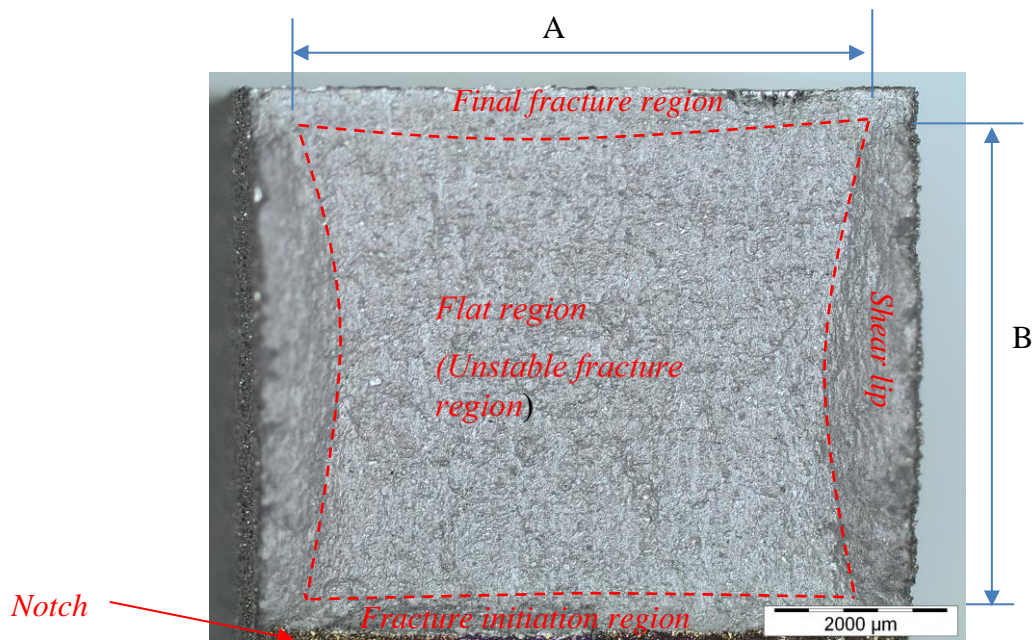 A
Final fracture region
Flat region
(Unstable fracture
region)
Shear lip
B
Notch
Fracture initiation region
2000 µm